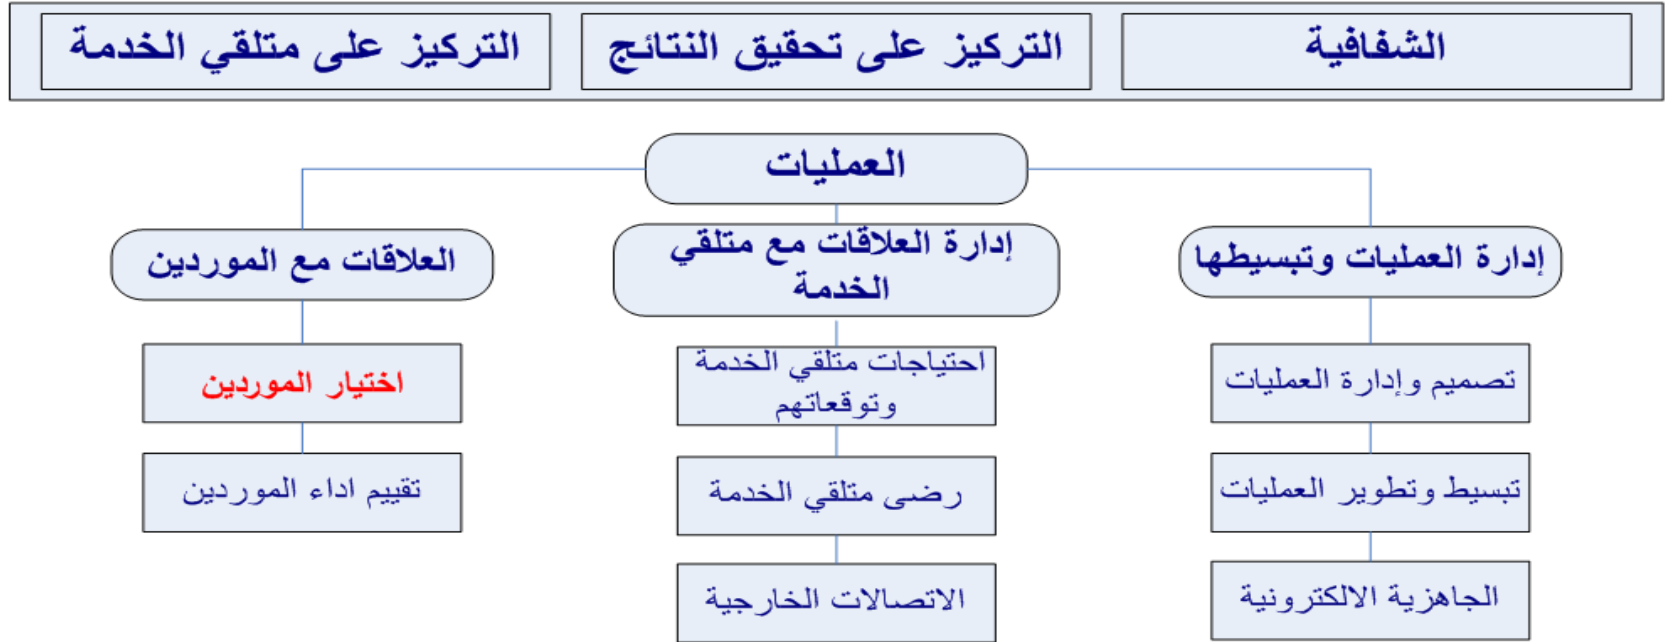 الشفافية
التركيز على تحقيق النتائج
التركيز على متلقي الخدمة
العمليات
إدارة العمليات وتبسيطها
تصميم وإدارة العمليات
تبسيط وتطوير العمليات
الجاهزية الالكترونية
إدارة العلاقات مع متلقي
الخدمة
احتياجات متلقي الخدمة
وتوقعاتهم
رضى متلقي الخدمة
الاتصالات الخارجية
العلاقات مع الموردين
اختيار الموردين
تقييم اداء الموردين